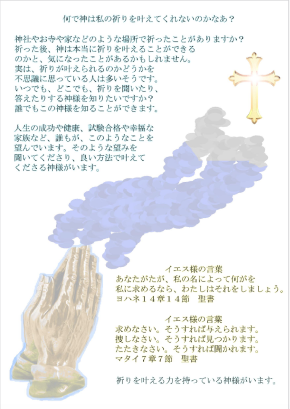 何で神は私の祈りを叶えてくれないのかなあ？
神社やお寺や家などのような場所で祈ったことがありますか？
祈った後、神は本当に祈りを叶えることができる
のかと、気になったことがあるかもしれません。
実は、祈りが叶えられるのかどうかを
不思議に思っている人は多いそうです。
いつでも、どこでも、祈りを聞いたり、
答えたりする神様を知りたいですか？
誰でもこの神様を知ることができます。
人生の成功や健康、試験合格や幸福な
家族など、誰もが、このようなことを
望んでいます。そのような望みを
聞いてくださり、良い方法で叶えて
くださる神様がいます。
イエス様の言葉
あなたがたが、私の名によって何かを
私に求めるなら、わたしはそれをしましょう。
ヨハネ１４章１４節　聖書
イエス様の言葉
求めなさい。そうすれば与えられます。
捜しなさい。そうすれば見つかります。
たたきなさい。そうすれば開かれます。
マタイ７章７節　聖書
祈りを叶える力を持っている神様がいます。